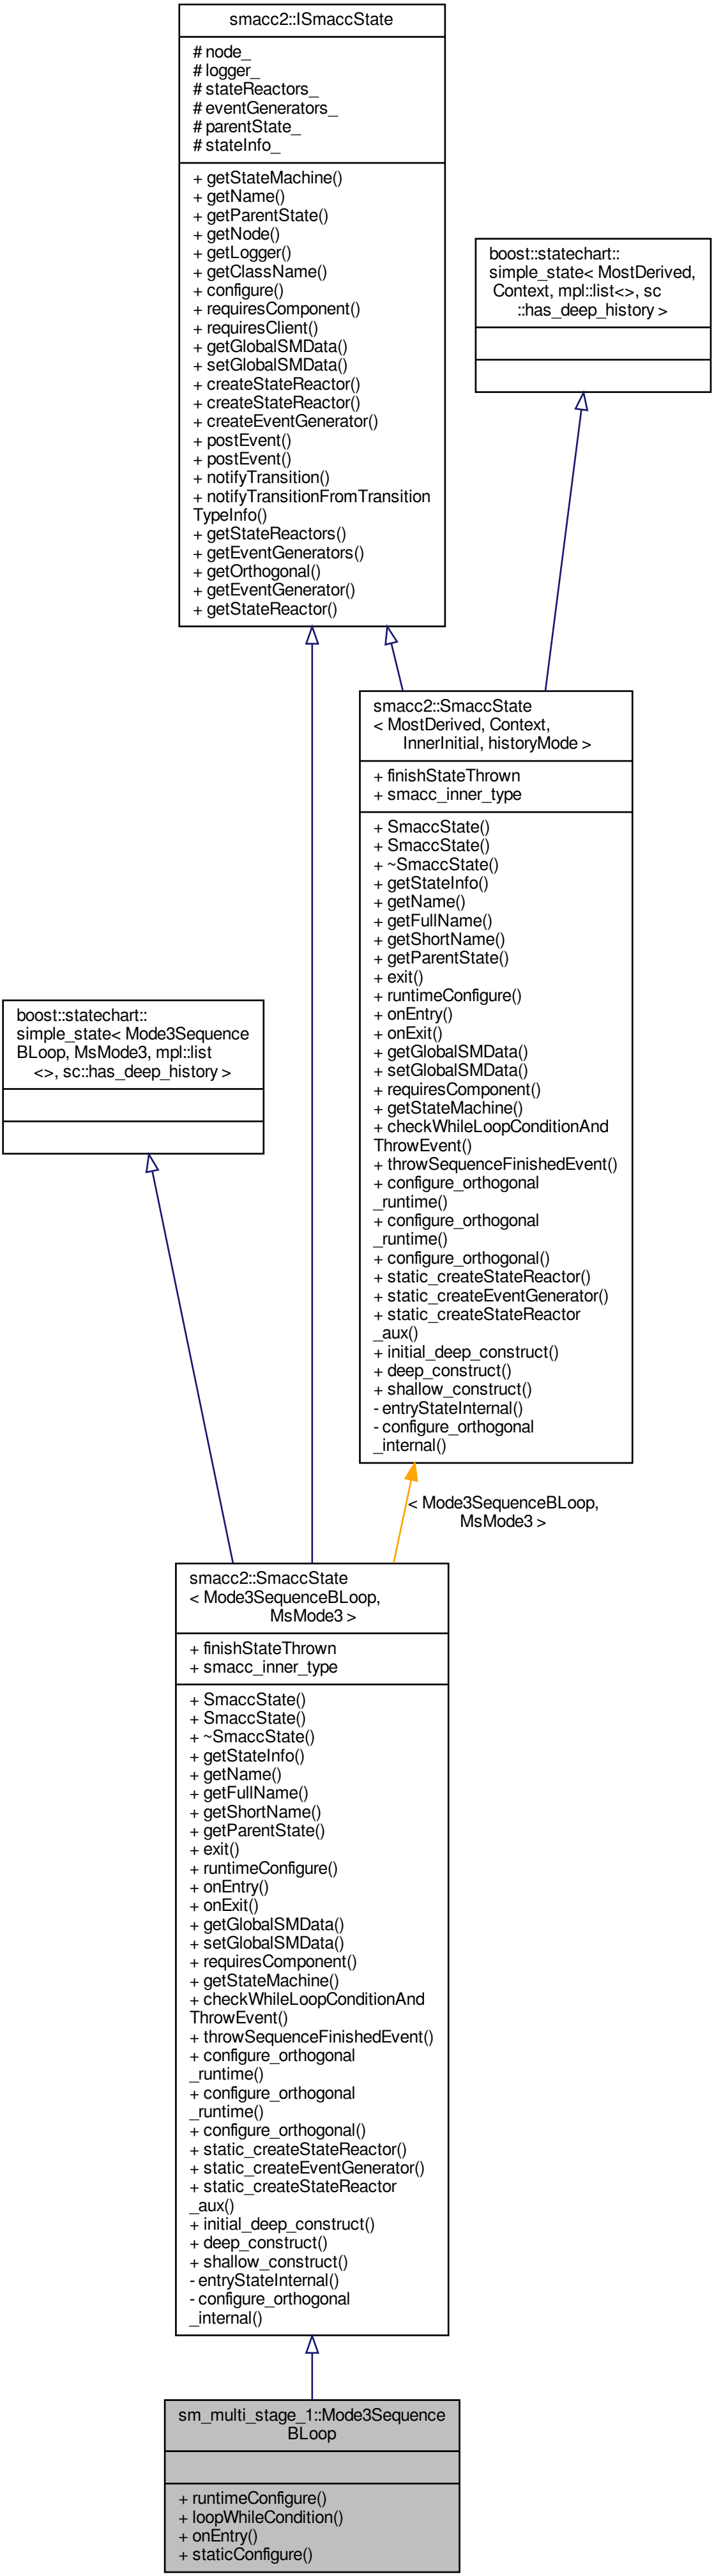 smacc2::ISmaccState
# node_
# logger_
# stateReactors_
# eventGenerators_
# parentState_
# stateInfo_
+ getStateMachine()
+ getName()
+ getParentState()
+ getNode()
+ getLogger()
+ getClassName()
+ configure()
+ requiresComponent()
+ requiresClient()
+ getGlobalSMData()
+ setGlobalSMData()
+ createStateReactor()
+ createStateReactor()
+ createEventGenerator()
+ postEvent()
+ postEvent()
+ notifyTransition()
+ notifyTransitionFromTransition
TypeInfo()
+ getStateReactors()
+ getEventGenerators()
+ getOrthogonal()
+ getEventGenerator()
+ getStateReactor()
boost::statechart::
simple_state< MostDerived,
Context, mpl::list<>, sc
::has_deep_history >
smacc2::SmaccState
< MostDerived, Context,
InnerInitial, historyMode >
+ finishStateThrown
+ smacc_inner_type
+ SmaccState()
+ SmaccState()
+ ~SmaccState()
+ getStateInfo()
+ getName()
+ getFullName()
+ getShortName()
+ getParentState()
+ exit()
+ runtimeConfigure()
+ onEntry()
+ onExit()
+ getGlobalSMData()
+ setGlobalSMData()
+ requiresComponent()
+ getStateMachine()
+ checkWhileLoopConditionAnd
ThrowEvent()
+ throwSequenceFinishedEvent()
+ configure_orthogonal
_runtime()
+ configure_orthogonal
_runtime()
+ configure_orthogonal()
+ static_createStateReactor()
+ static_createEventGenerator()
+ static_createStateReactor
_aux()
+ initial_deep_construct()
+ deep_construct()
+ shallow_construct()
- entryStateInternal()
- configure_orthogonal
_internal()
boost::statechart::
simple_state< Mode3Sequence
BLoop, MsMode3, mpl::list
<>, sc::has_deep_history >
< Mode3SequenceBLoop,
MsMode3 >
smacc2::SmaccState
< Mode3SequenceBLoop,
MsMode3 >
+ finishStateThrown
+ smacc_inner_type
+ SmaccState()
+ SmaccState()
+ ~SmaccState()
+ getStateInfo()
+ getName()
+ getFullName()
+ getShortName()
+ getParentState()
+ exit()
+ runtimeConfigure()
+ onEntry()
+ onExit()
+ getGlobalSMData()
+ setGlobalSMData()
+ requiresComponent()
+ getStateMachine()
+ checkWhileLoopConditionAnd
ThrowEvent()
+ throwSequenceFinishedEvent()
+ configure_orthogonal
_runtime()
+ configure_orthogonal
_runtime()
+ configure_orthogonal()
+ static_createStateReactor()
+ static_createEventGenerator()
+ static_createStateReactor
_aux()
+ initial_deep_construct()
+ deep_construct()
+ shallow_construct()
- entryStateInternal()
- configure_orthogonal
_internal()
sm_multi_stage_1::Mode3Sequence
BLoop
+ runtimeConfigure()
+ loopWhileCondition()
+ onEntry()
+ staticConfigure()